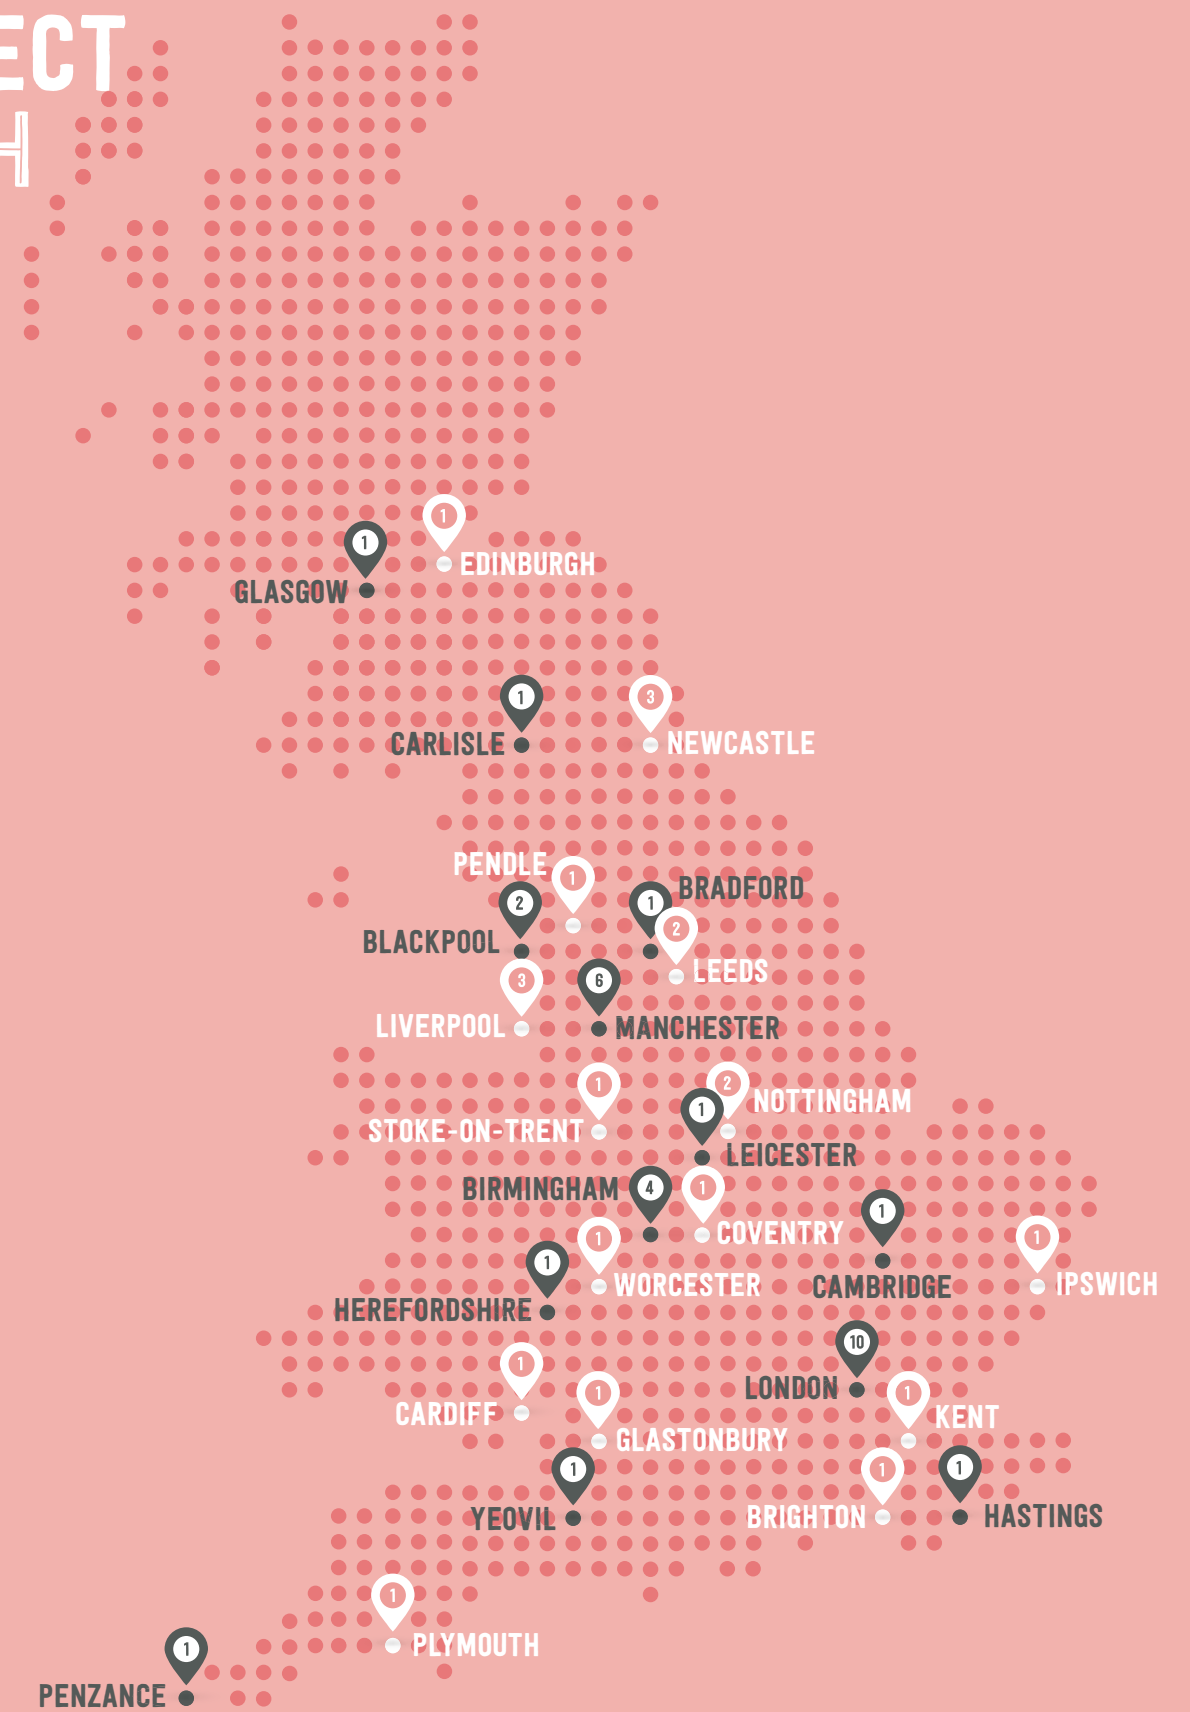 ECT
H
1
EDINBURGH
1
GLASGOW
1
CARLISLE
3
NEWCASTLE
PENDLE
1
2
BLACKPOOL
1
BRADFORD
2
LEEDS
3
LIVERPOOL
6
MANCHESTER
1
STOKE-ON-TRENT
2
NOTTINGHAM
1
LEICESTER
BIRMINGHAM
4
1
COVENTRY
1
CAMBRIDGE
1
IPSWICH
1
WORCESTER
1
HEREFORDSHIRE
10
LONDON
1
CARDIFF
1
GLASTONBURY
1
KENT
1
YEOVIL
1
BRIGHTON
1
HASTINGS
1
PLYMOUTH
1
PENZANCE